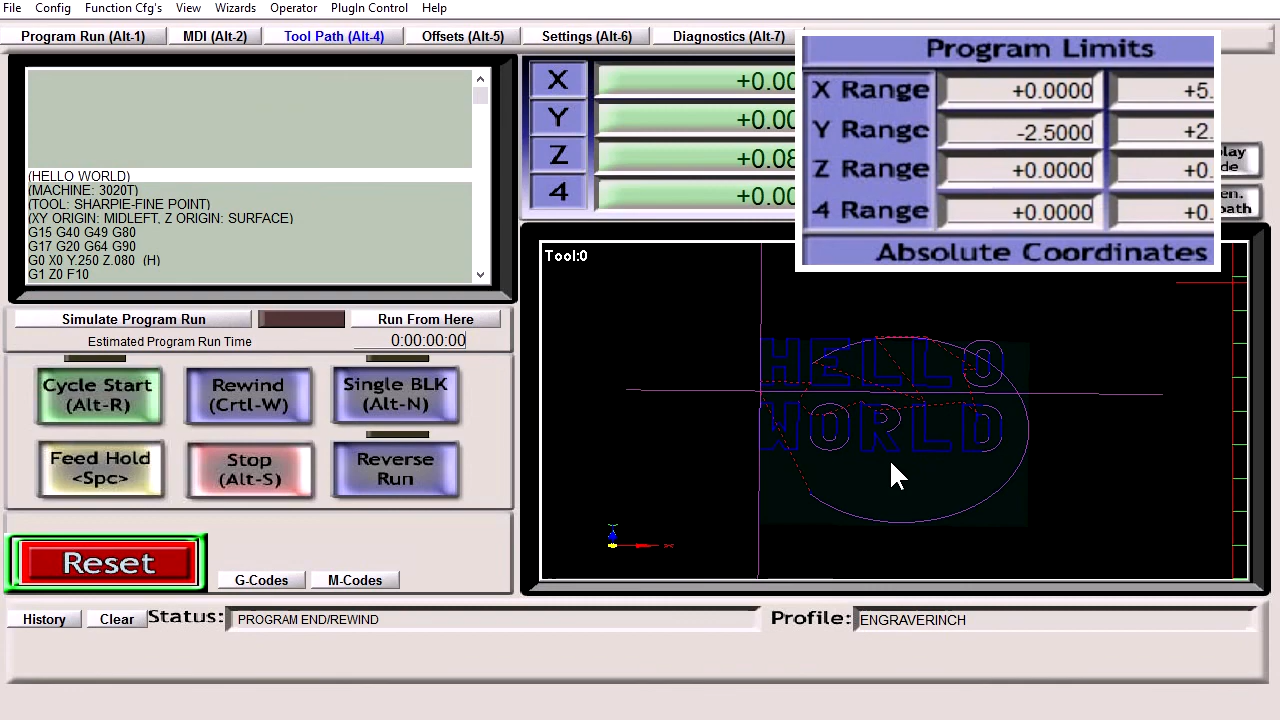 File Config Function Cfg's View Wizards Operator PlugIn Control Help
Program Run (Alt-1) MDI (Alt-2) Tool Path (Alt-4) Offsets (Alt-5) Settings (Alt-6) Diagnostics (Alt-7)
Program Limits
X Range +0.0000 +5.
Y Range -2.5000 +2.
Z Range +0.0000 +0.
4 Range +0.0000 +0.
Absolute Coordinates
X +0.00
Y +0.00
Z +0.08
4 +0.00
(HELLO WORLD)
(MACHINE: 3020T)
(TOOL: SHARPIE-FINE POINT)
(XY ORIGIN: MIDLEFT, Z ORIGIN: SURFACE)
G15 G40 G49 G80
G17 G20 G64 G90
G0 X0 Y.250 Z.080 (H)
G1 Z0 F10
Tool:0
HELLO
WORLD
Simulate Program Run Run From Here
Estimated Program Run Time 0:00:00:00
Cycle Start
(Alt-R)
Rewind
(Crtl-W)
Single BLK
(Alt-N)
Feed Hold
<Spc>
Stop
(Alt-S)
Reverse
Run
Reset
G-Codes M-Codes
History Clear Status: PROGRAM END/REWIND Profile: ENGRAVERINCH